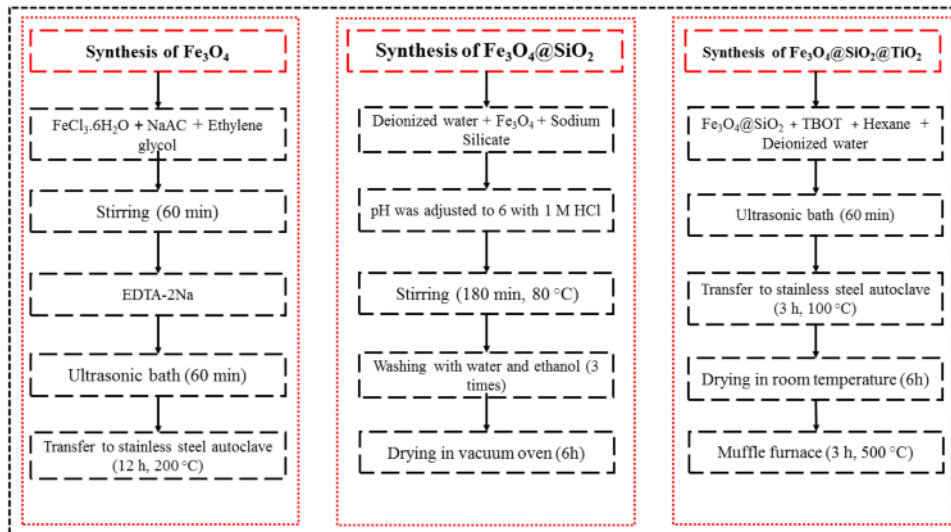 Synthesis of Fe₃O₄
FeCl₃.6H₂O + NaAC + Ethylene
glycol
Stirring (60 min)
EDTA-2Na
Ultrasonic bath (60 min)
Transfer to stainless steel autoclave
(12 h, 200 °C)
Synthesis of Fe₃O₄@SiO₂
Deionized water + Fe₃O₄ + Sodium
Silicate
pH was adjusted to 6 with 1 M HCl
Stirring (180 min, 80 °C)
Washing with water and ethanol (3
times)
Drying in vacuum oven (6h)
Synthesis of Fe₃O₄@SiO₂@TiO₂
Fe₃O₄@SiO₂ + TBOT + Hexane +
Deionized water
Ultrasonic bath (60 min)
Transfer to stainless steel autoclave
(3 h, 100 °C)
Drying in room temperature (6h)
Muffle furnace (3 h, 500 °C)